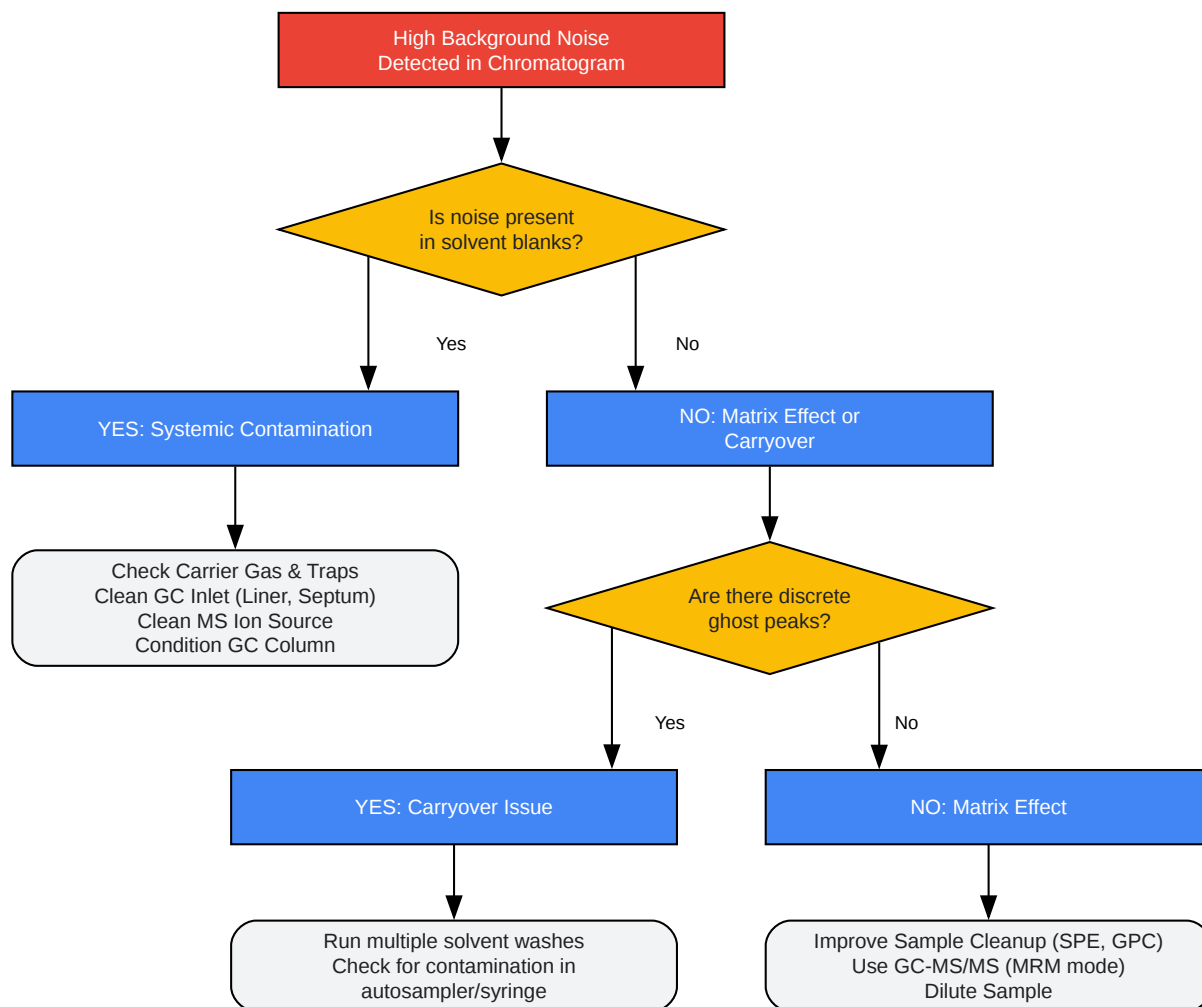 High Background Noise
Detected in Chromatogram
Is noise present
in solvent blanks?
Yes
No
YES: Systemic Contamination
NO: Matrix Effect or
Carryover
Check Carrier Gas & Traps
Clean GC Inlet (Liner, Septum)
Clean MS Ion Source
Condition GC Column
Are there discrete
ghost peaks?
Yes
No
YES: Carryover Issue
NO: Matrix Effect
Run multiple solvent washes
Check for contamination in
autosampler/syringe
Improve Sample Cleanup (SPE, GPC)
Use GC-MS/MS (MRM mode)
Dilute Sample